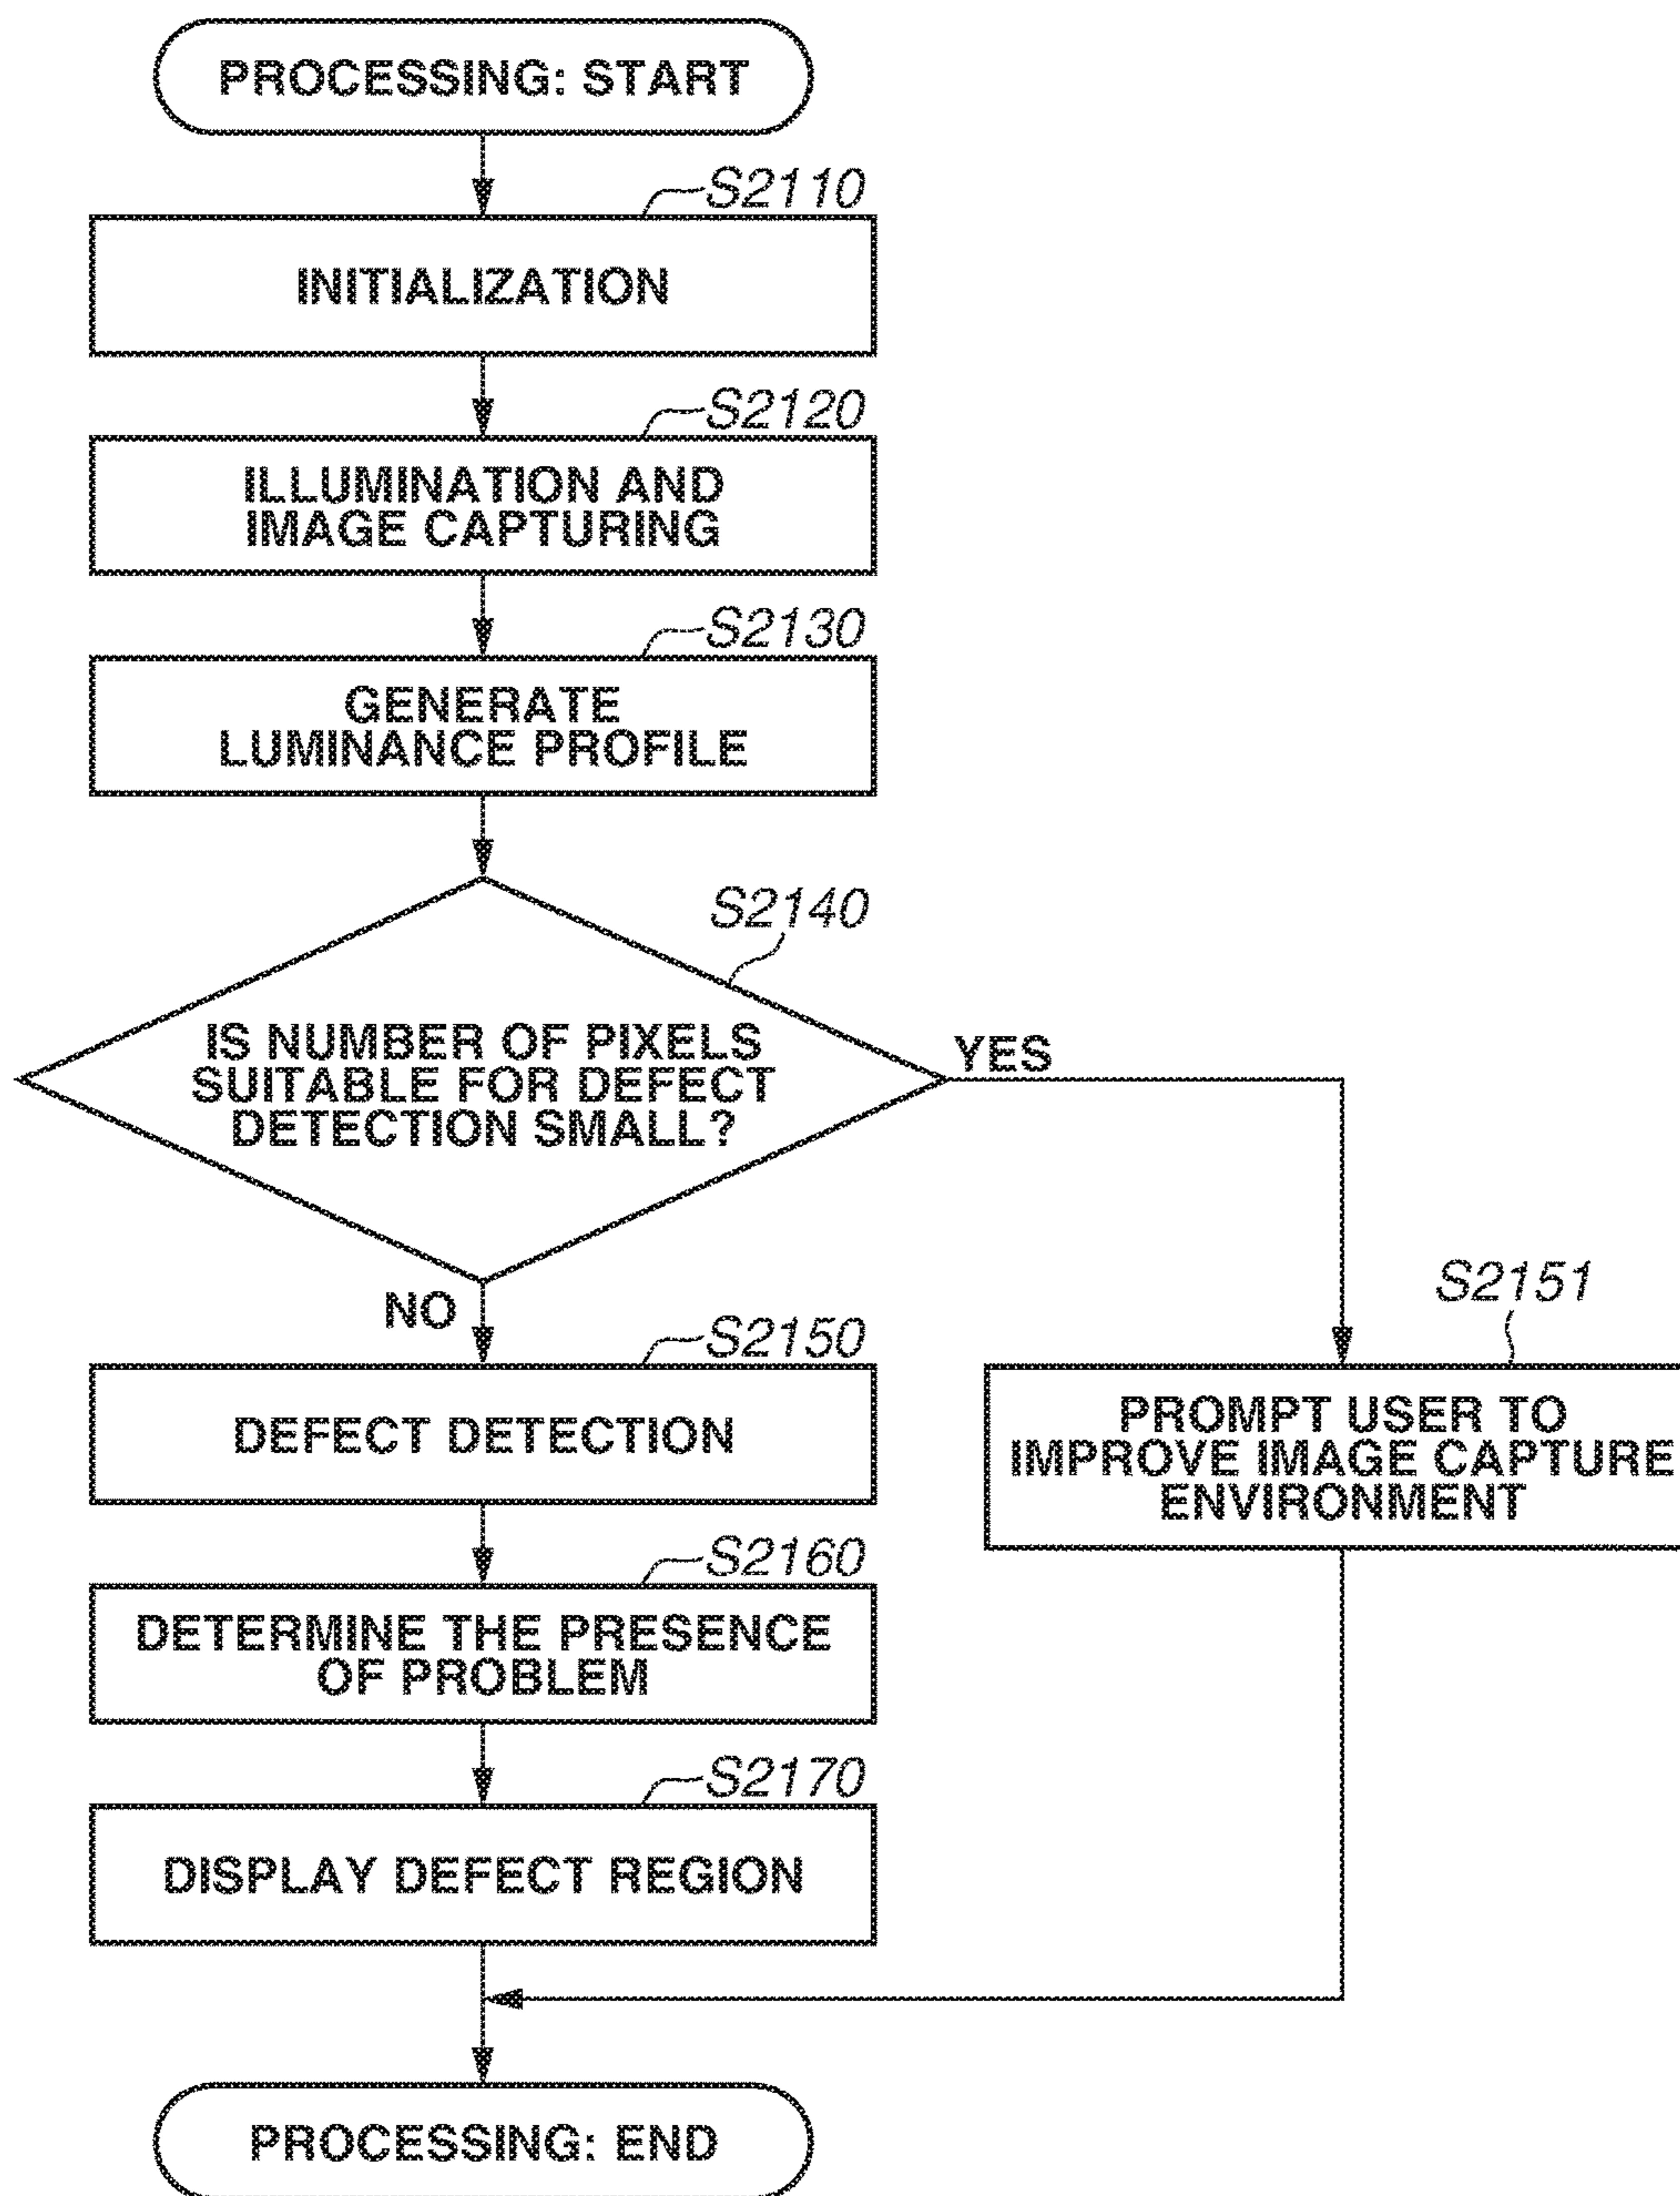 PROCESSING: START
S2110
INITIALIZATION
S2120
ILLUMINATION AND
IMAGE CAPTURING
S2130
GENERATE
LUMINANCE PROFILE
S2140
IS NUMBER OF PIXELS
SUITABLE FOR DEFECT
DETECTION SMALL?
YES
NO
S2150
DEFECT DETECTION
S2151
PROMPT USER TO
IMPROVE IMAGE CAPTURE
ENVIRONMENT
S2160
DETERMINE THE PRESENCE
OF PROBLEM
S2170
DISPLAY DEFECT REGION
PROCESSING: END